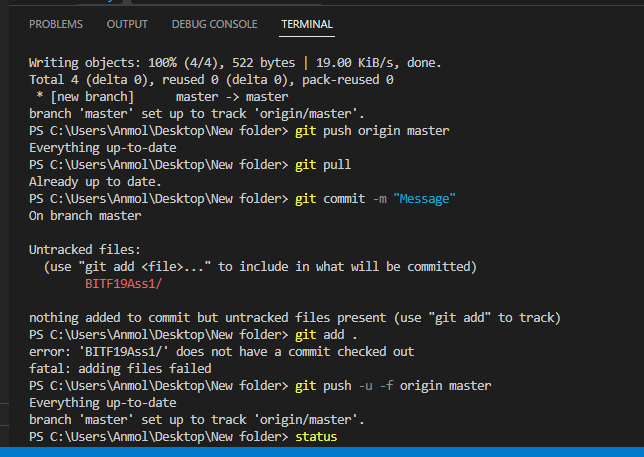 PROBLEMS OUTPUT DEBUG CONSOLE TERMINAL
Writing objects: 100% (4/4), 522 bytes | 19.00 KiB/s, done.
Total 4 (delta 0), reused 0 (delta 0), pack-reused 0
 * [new branch]      master -> master
branch 'master' set up to track 'origin/master'.
PS C:\Users\Anmol\Desktop\New folder> git push origin master
Everything up-to-date
PS C:\Users\Anmol\Desktop\New folder> git pull
Already up to date.
PS C:\Users\Anmol\Desktop\New folder> git commit -m "Message"
On branch master
Untracked files:
  (use "git add <file>..." to include in what will be committed)
        BITF19Ass1/
nothing added to commit but untracked files present (use "git add" to track)
PS C:\Users\Anmol\Desktop\New folder> git add .
error: 'BITF19Ass1/' does not have a commit checked out
fatal: adding files failed
PS C:\Users\Anmol\Desktop\New folder> git push -u -f origin master
Everything up-to-date
branch 'master' set up to track 'origin/master'.
PS C:\Users\Anmol\Desktop\New folder> status